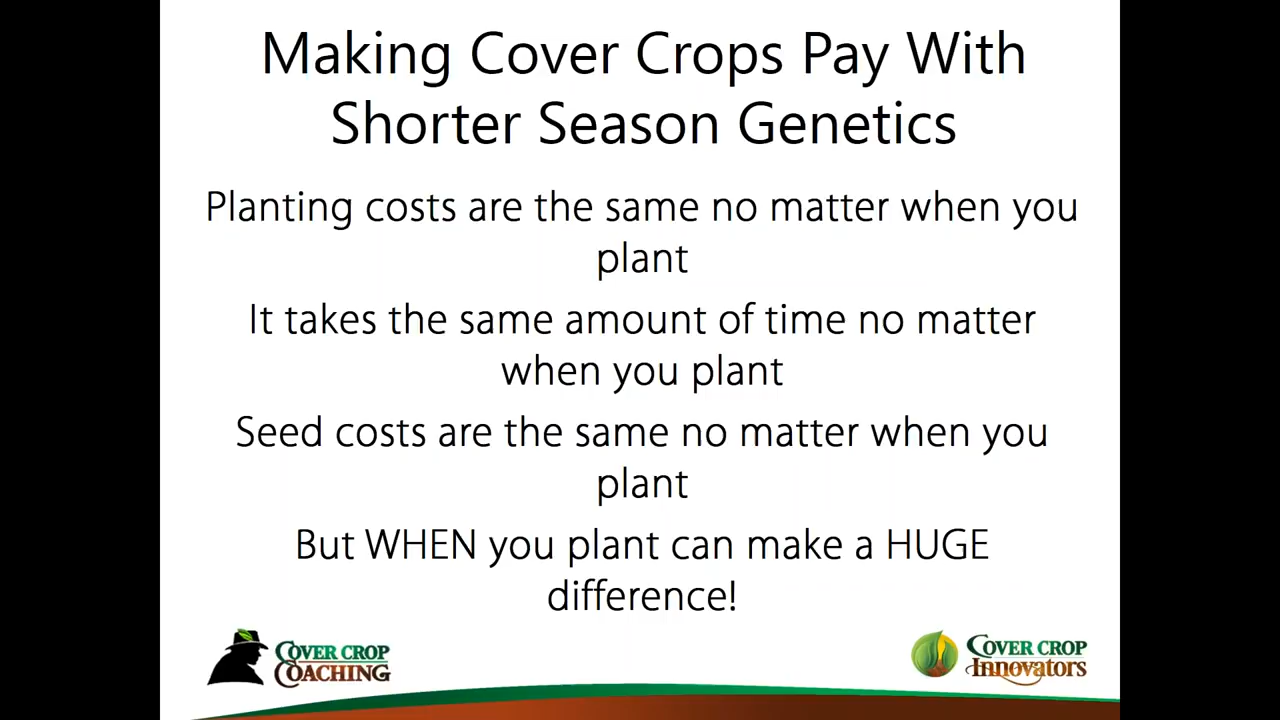 Making Cover Crops Pay With
Shorter Season Genetics
Planting costs are the same no matter when you
plant
It takes the same amount of time no matter
when you plant
Seed costs are the same no matter when you
plant
But WHEN you plant can make a HUGE
difference!
COVER CROP
COACHING
COVER CROP
INNOVATORS